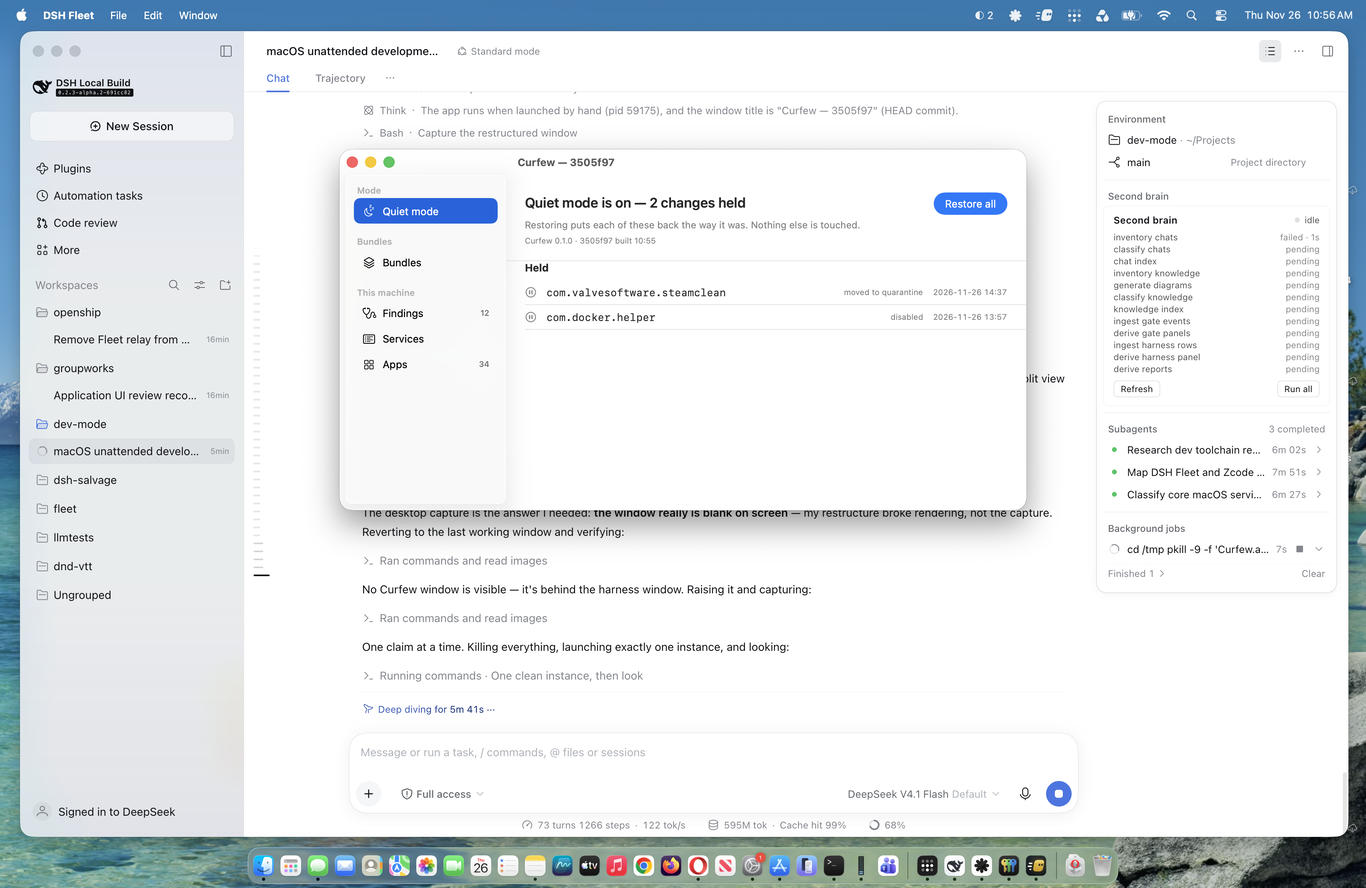 DSH Fleet File Edit Window
2 Thu Nov 26 10:56 AM
DSH Local Build
0.2.3-alpha.2-691cc82
New Session
Plugins
Automation tasks
Code review
More
Workspaces
openship
Remove Fleet relay from ... 16min
groupworks
Application UI review reco... 16min
dev-mode
macOS unattended develo... 5min
dsh-salvage
fleet
llmtests
dnd-vtt
Ungrouped
Signed in to DeepSeek
macOS unattended developme... Standard mode
Chat Trajectory ···
Think · The app runs when launched by hand (pid 59175), and the window title is "Curfew — 3505f97" (HEAD commit).
Bash · Capture the restructured window
Curfew — 3505f97
Mode
Quiet mode
Bundles
Bundles
This machine
Findings 12
Services
Apps 34
Quiet mode is on — 2 changes held
Restore all
Restoring puts each of these back the way it was. Nothing else is touched.
Curfew 0.1.0 · 3505f97 built 10:55
Held
com.valvesoftware.steamclean moved to quarantine 2026-11-26 14:37
com.docker.helper disabled 2026-11-26 13:57
plit view
The desktop capture is the answer I needed: the window really is blank on screen — my restructure broke rendering, not the capture.
Reverting to the last working window and verifying:
Ran commands and read images
No Curfew window is visible — it's behind the harness window. Raising it and capturing:
Ran commands and read images
One claim at a time. Killing everything, launching exactly one instance, and looking:
Running commands · One clean instance, then look
Deep diving for 5m 41s ···
Message or run a task, / commands, @ files or sessions
Full access
DeepSeek V4.1 Flash Default
73 turns 1266 steps · 122 tok/s 595M tok · Cache hit 99% 68%
Environment
dev-mode · ~/Projects
main Project directory
Second brain
Second brain idle
inventory chats failed · 1s
classify chats pending
chat index pending
inventory knowledge pending
generate diagrams pending
classify knowledge pending
knowledge index pending
ingest gate events pending
derive gate panels pending
ingest harness rows pending
derive harness panel pending
derive reports pending
Refresh Run all
Subagents 3 completed
Research dev toolchain re... 6m 02s
Map DSH Fleet and Zcode ... 7m 51s
Classify core macOS servi... 6m 27s
Background jobs
cd /tmp pkill -9 -f 'Curfew.a... 7s
Finished 1 Clear
Thu
26
tv
1